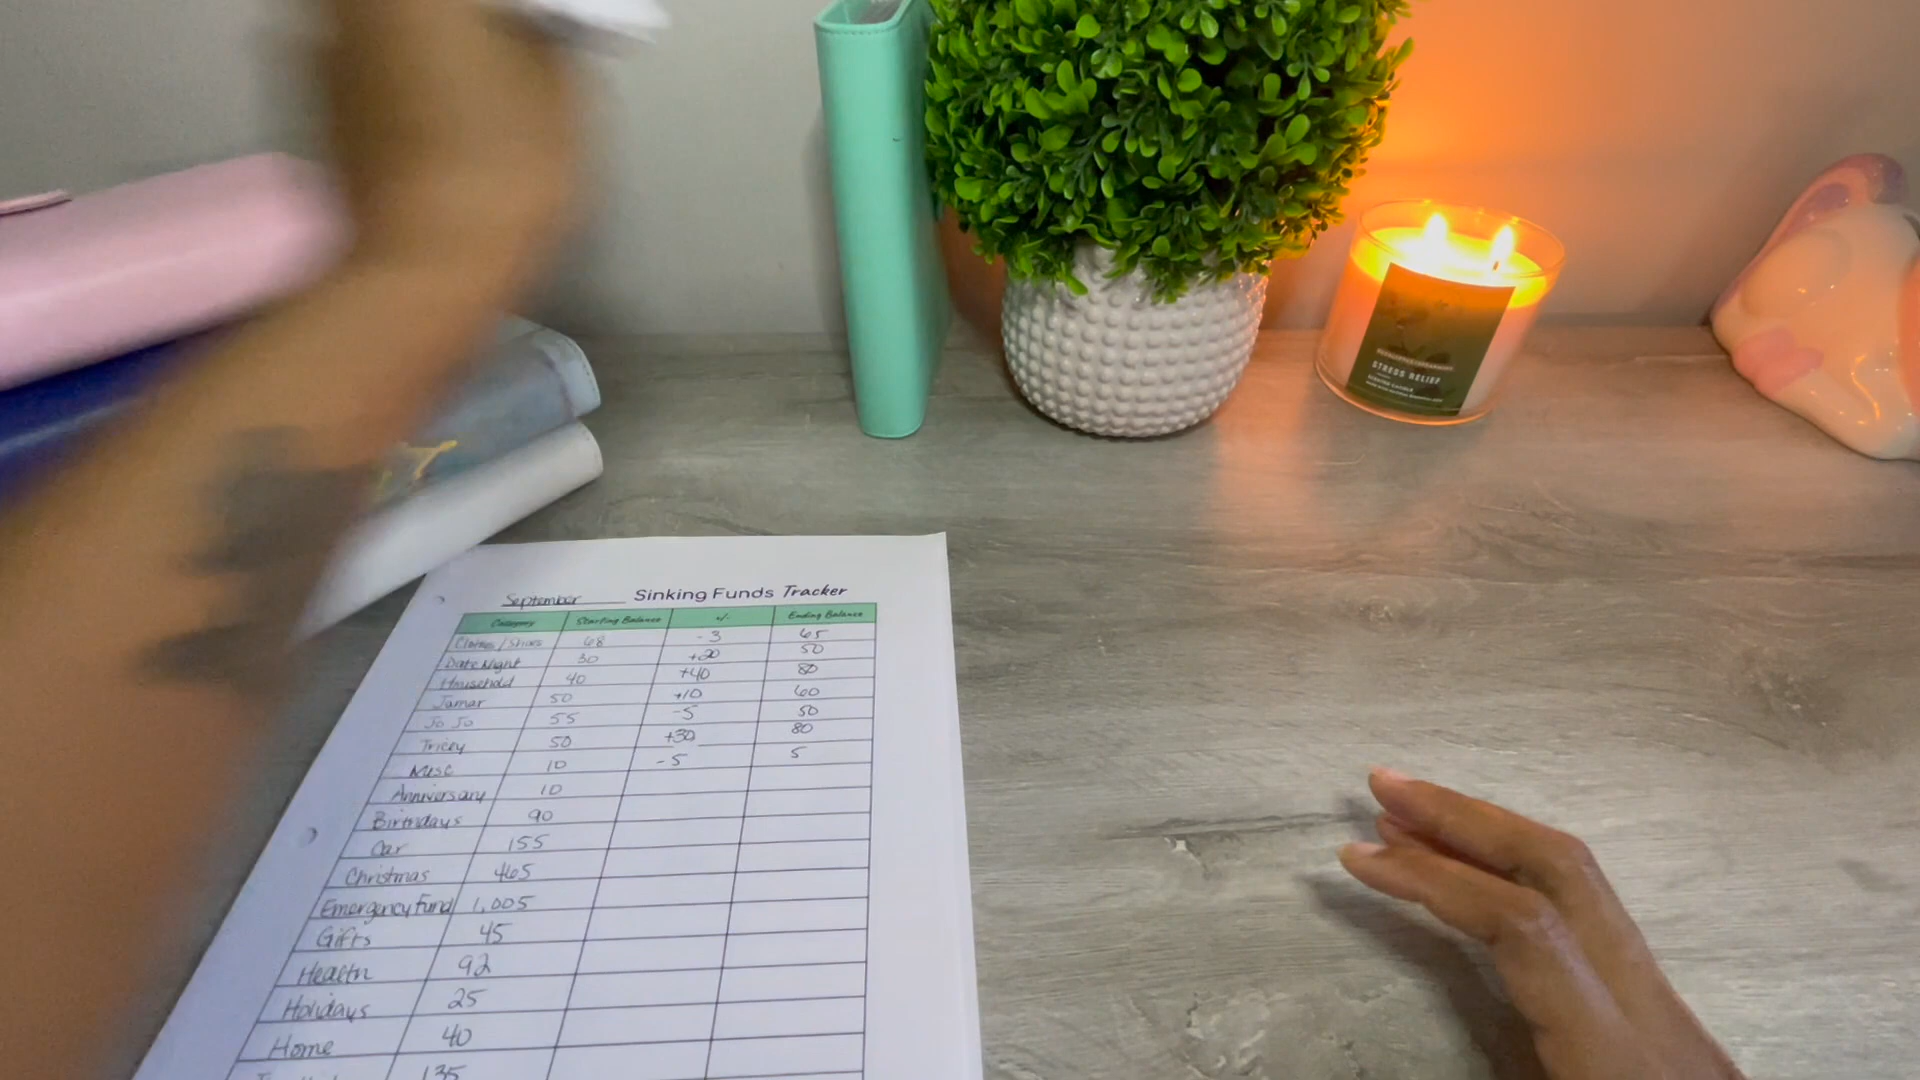 September Sinking Funds Tracker
Category Starting Balance +/- Ending Balance
Clothes/Shoes 68 -3 65
Date Night 30 +20 50
Household 40 +40 80
Jamar 50 +10 60
Jo Jo 55 -5 50
Tricey 50 +30 80
Misc 10 -5 5
Anniversary 10
Birthdays 90
Car 155
Christmas 465
Emergency Fund 1,005
Gifts 45
Health 92
Holidays 25
Home 40
135
STRESS RELIEF
SCENTED CANDLE